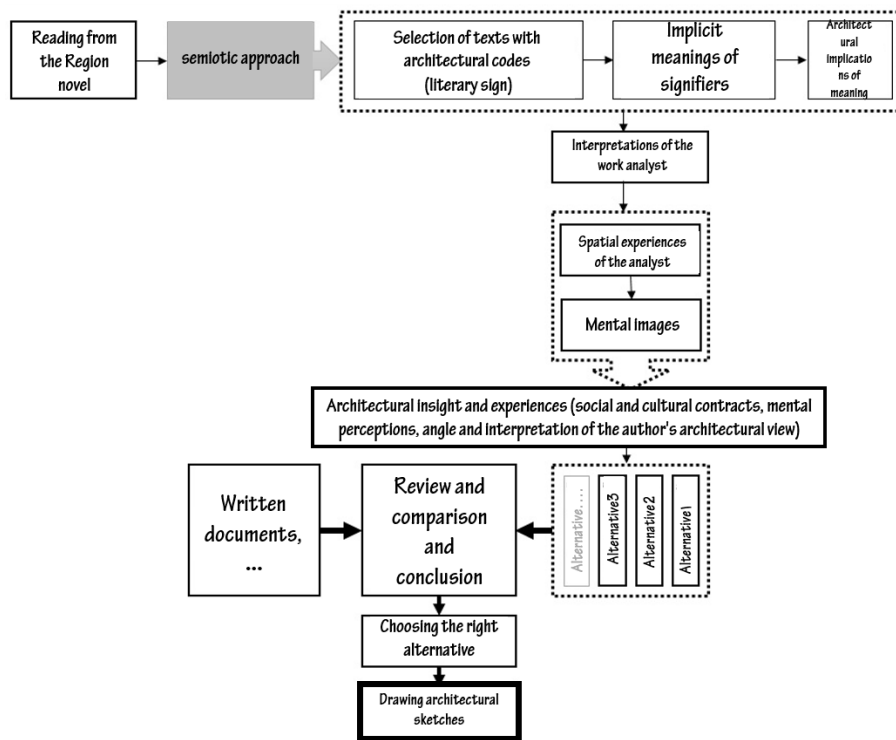 Reading from
the Region
novel
semiotic approach
Selection of texts with
architectural codes
(literary sign)
Implicit
meanings of
signifiers
Architect
ural
implicatio
ns of
meaning
Interpretations of the
work analyst
Spatial experiences
of the analyst
Mental images
Architectural insight and experiences (social and cultural contracts, mental
perceptions, angle and interpretation of the author's architectural view)
Written
documents,
...
Review and
comparison
and
conclusion
Alternative....
Alternative3
Alternative2
Alternative1
Choosing the right
alternative
Drawing architectural
sketches